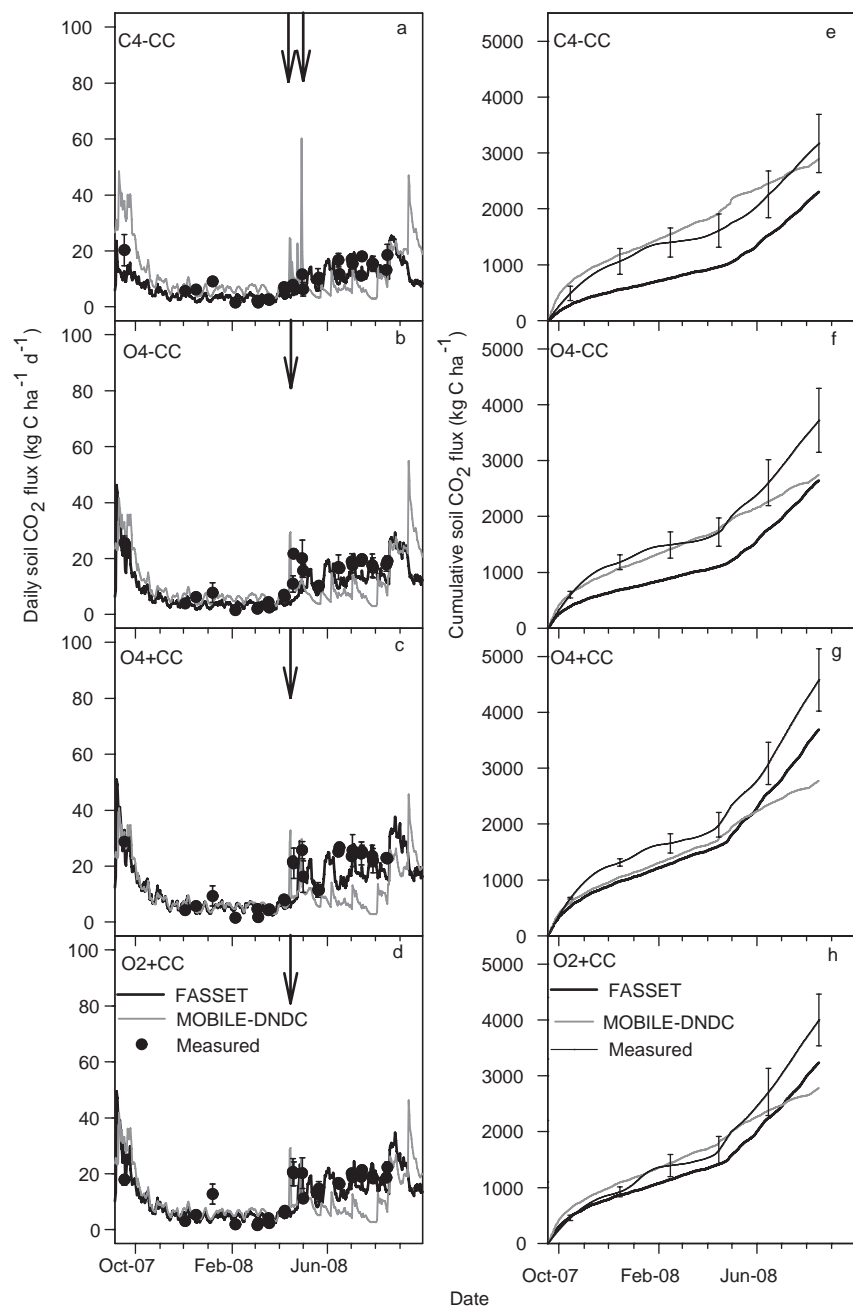 100
80
60
40
20
0
C4-CC
a
100
80
60
40
20
0
O4-CC
b
100
80
60
40
20
0
O4+CC
c
100
80
60
40
20
0
O2+CC
d
FASSET
MOBILE-DNDC
Measured
Oct-07
Feb-08
Jun-08
Daily soil CO2 flux (kg C ha-1 d-1)
5000
4000
3000
2000
1000
0
C4-CC
e
5000
4000
3000
2000
1000
0
O4-CC
f
5000
4000
3000
2000
1000
0
O4+CC
g
5000
4000
3000
2000
1000
0
O2+CC
h
FASSET
MOBILE-DNDC
Measured
Oct-07
Feb-08
Jun-08
Cumulative soil CO2 flux (kg C ha-1)
Date